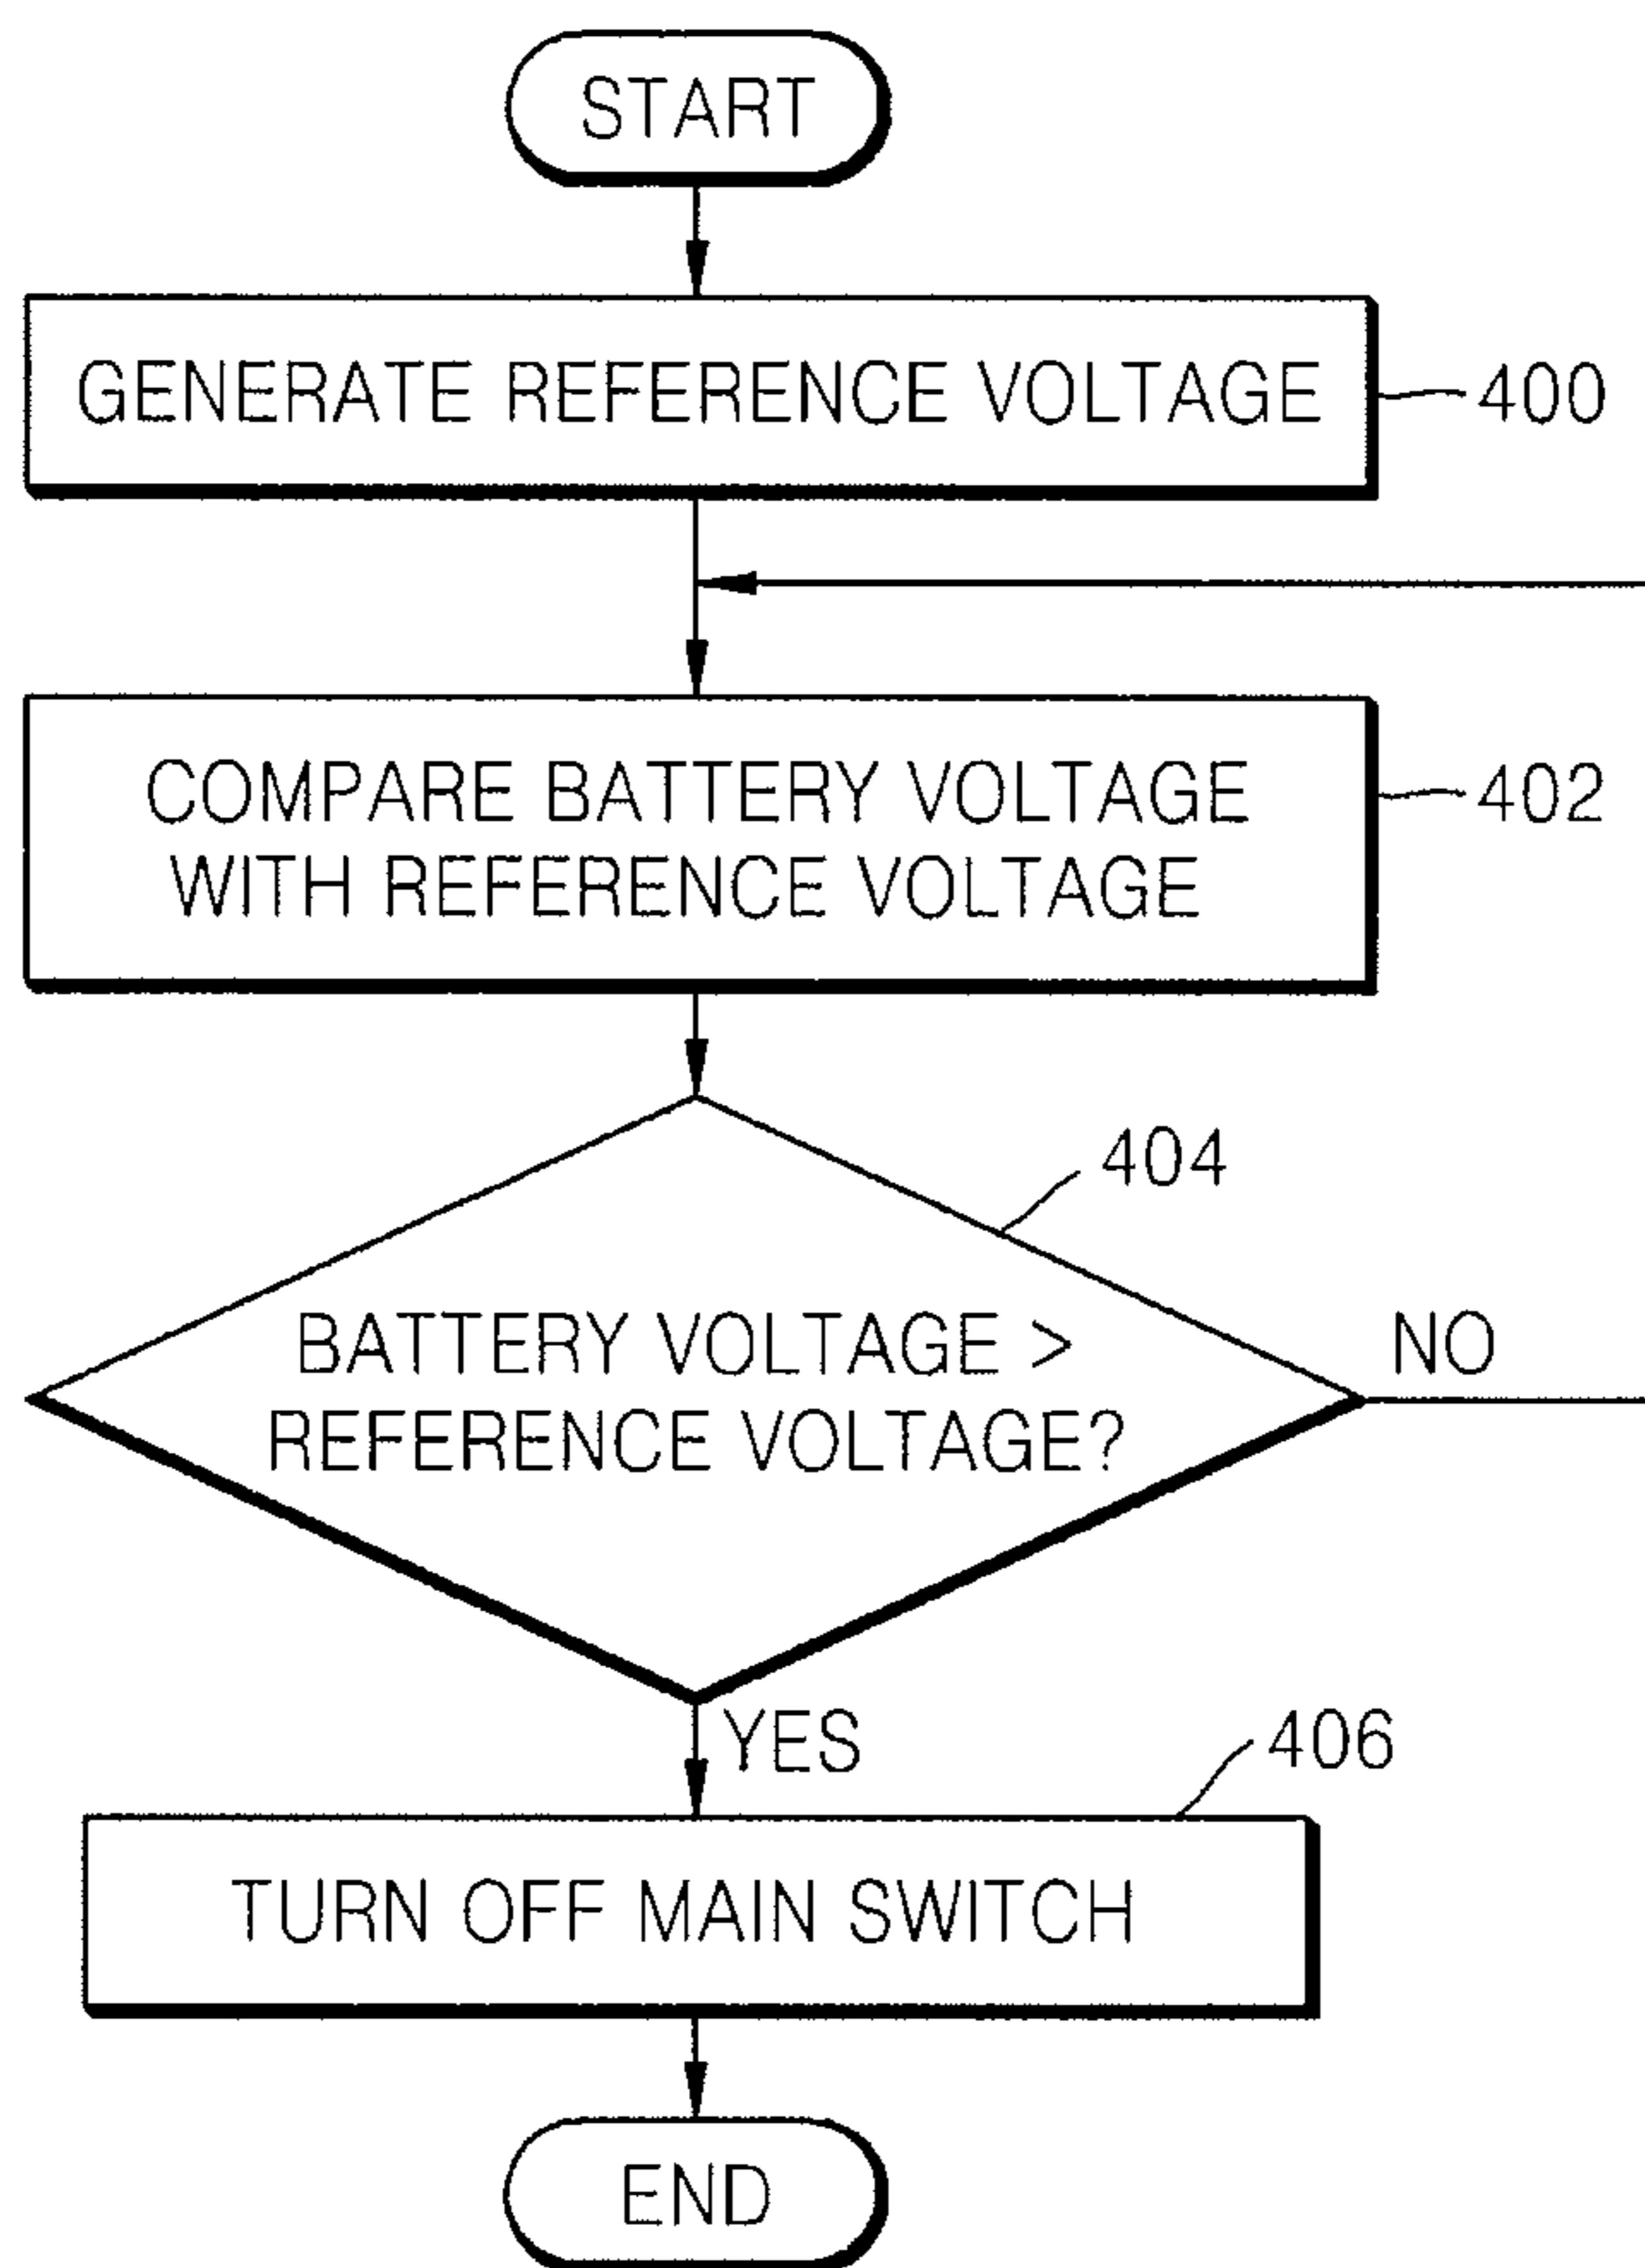 START
GENERATE REFERENCE VOLTAGE
400
COMPARE BATTERY VOLTAGE
WITH REFERENCE VOLTAGE
402
404
BATTERY VOLTAGE >
REFERENCE VOLTAGE?
NO
YES
406
TURN OFF MAIN SWITCH
END